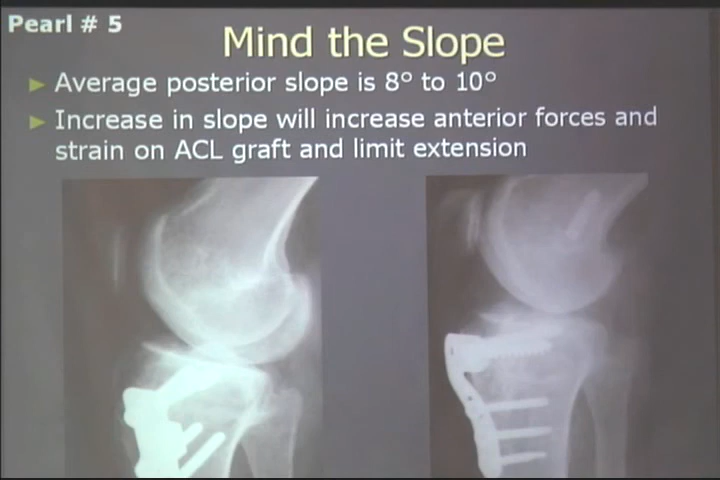 Pearl # 5
Mind the Slope
► Average posterior slope is 8° to 10°
► Increase in slope will increase anterior forces and
strain on ACL graft and limit extension